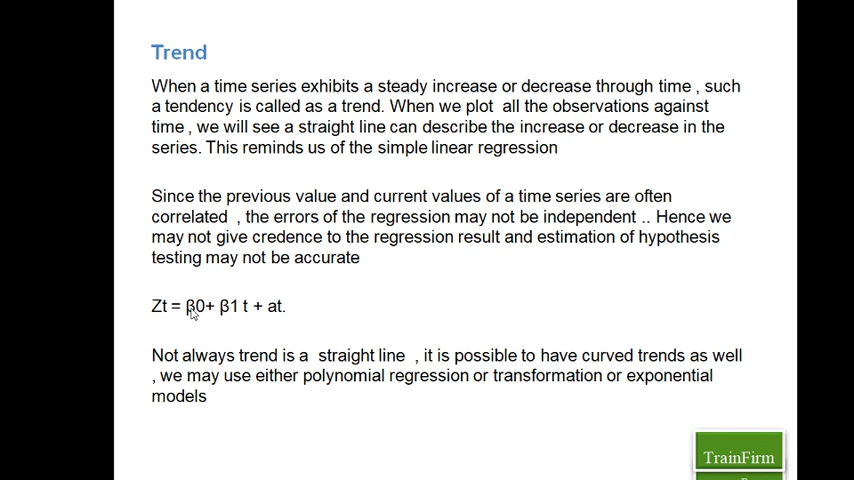 Trend
When a time series exhibits a steady increase or decrease through time , such
a tendency is called as a trend. When we plot all the observations against
time , we will see a straight line can describe the increase or decrease in the
series. This reminds us of the simple linear regression
Since the previous value and current values of a time series are often
correlated , the errors of the regression may not be independent .. Hence we
may not give credence to the regression result and estimation of hypothesis
testing may not be accurate
Zt = β0+ β1 t + at.
Not always trend is a straight line , it is possible to have curved trends as well
, we may use either polynomial regression or transformation or exponential
models
TrainFirm